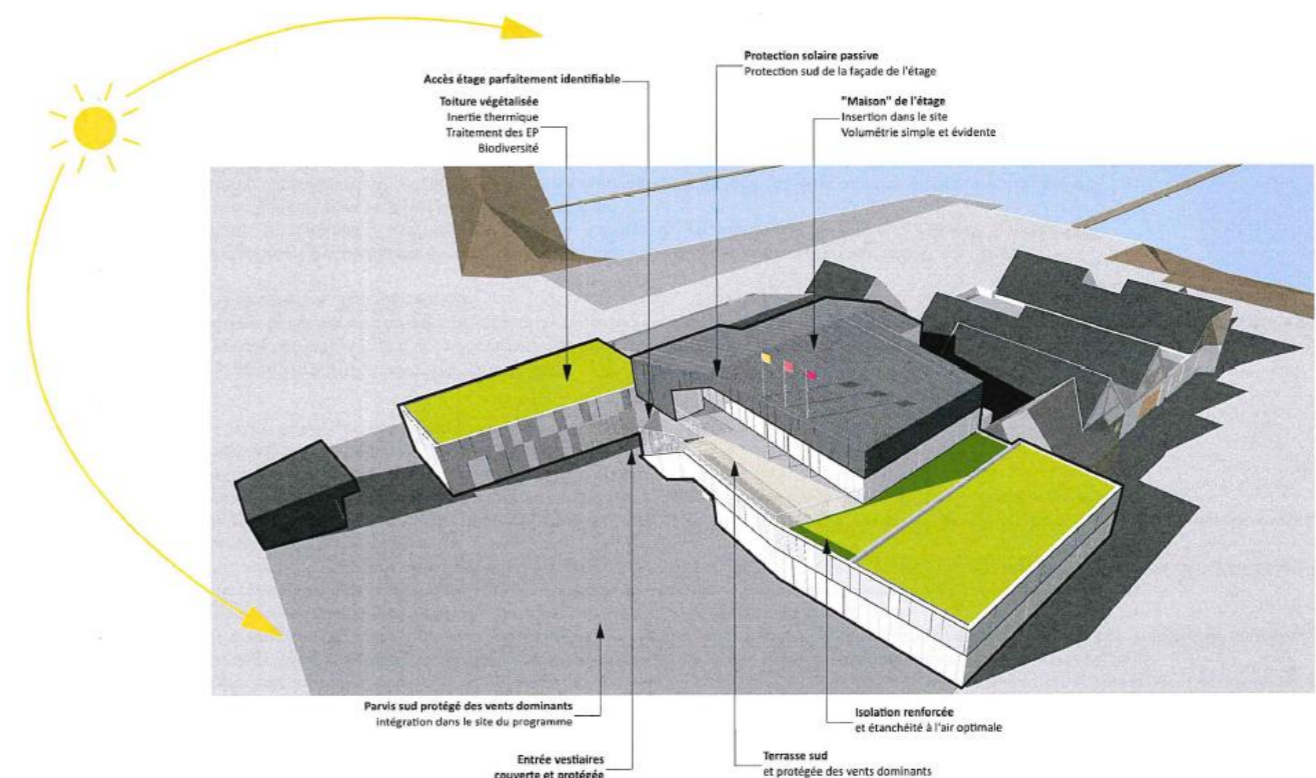 Protection solaire passive
Protection sud de la façade de l'étage
Accès étage parfaitement identifiable
Toiture végétalisée
Inertie thermique
Traitement des EP
Biodiversité
"Maison" de l'étage
Insertion dans le site
Volumétrie simple et évidente
Parvis sud protégé des vents dominants
intégration dans le site du programme
Isolation renforcée
et étanchéité à l'air optimale
Entrée vestiaires
couverte et protégée
Terrasse sud
et protégée des vents dominants